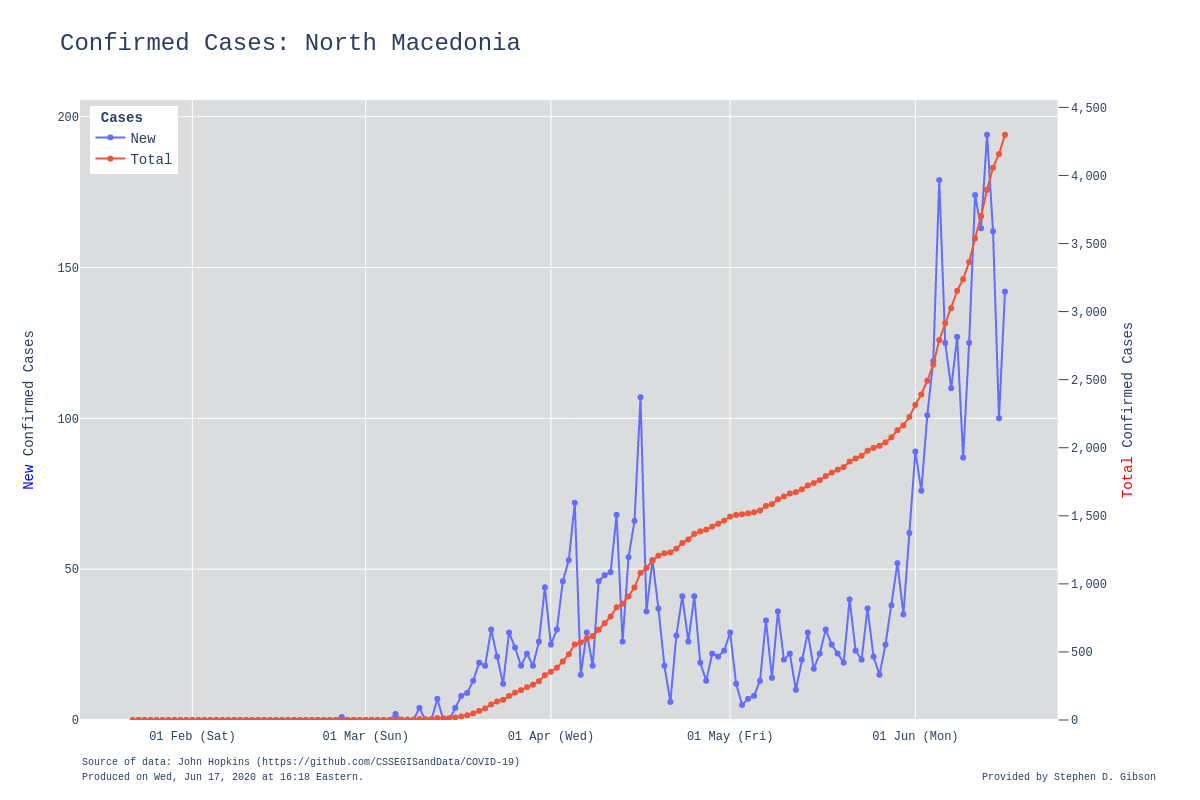 Confirmed Cases: North Macedonia
Cases
New
Total
200
150
100
50
0
New Confirmed Cases
4,500
4,000
3,500
3,000
2,500
2,000
1,500
1,000
500
0
Total Confirmed Cases
01 Feb (Sat)
01 Mar (Sun)
01 Apr (Wed)
01 May (Fri)
01 Jun (Mon)
Source of data: John Hopkins (https://github.com/CSSEGISandData/COVID-19)
Produced on Wed, Jun 17, 2020 at 16:18 Eastern.
Provided by Stephen D. Gibson